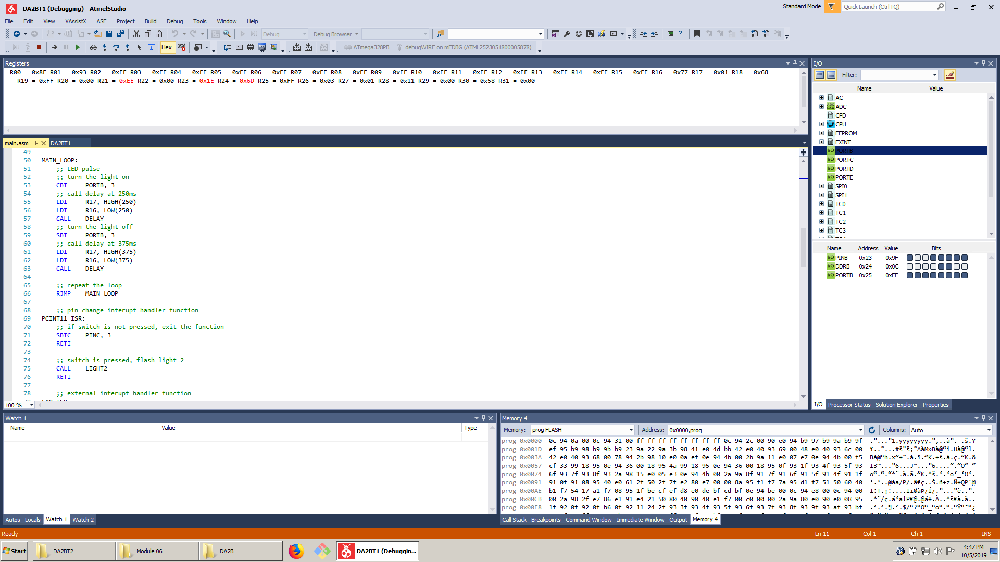 DA2BT1 (Debugging) - AtmelStudio
Standard Mode
Quick Launch (Ctrl+Q)
File Edit View VAssistX ASF Project Build Debug Tools Window Help
Debug Debug Browser
Hex ATmega328PB debugWIRE on mEDBG (ATML2523051800005878)
Registers
R00 = 0x8F R01 = 0x93 R02 = 0xFF R03 = 0xFF R04 = 0xFF R05 = 0xFF R06 = 0xFF R07 = 0xFF R08 = 0xFF R09 = 0xFF R10 = 0xFF R11 = 0xFF R12 = 0xFF R13 = 0xFF R14 = 0xFF R15 = 0xFF R16 = 0x77 R17 = 0x01 R18 = 0x68
R19 = 0xFF R20 = 0x00 R21 = 0xEE R22 = 0x00 R23 = 0x1E R24 = 0x6D R25 = 0xFF R26 = 0x03 R27 = 0x01 R28 = 0x11 R29 = 0x00 R30 = 0x58 R31 = 0x00
main.asm DA2BT1
49
50 MAIN_LOOP:
51 ;; LED pulse
52 ;; turn the light on
53 CBI PORTB, 3
54 ;; call delay at 250ms
55 LDI R17, HIGH(250)
56 LDI R16, LOW(250)
57 CALL DELAY
58 ;; turn the light off
59 SBI PORTB, 3
60 ;; call delay at 375ms
61 LDI R17, HIGH(375)
62 LDI R16, LOW(375)
63 CALL DELAY
64
65 ;; repeat the loop
66 RJMP MAIN_LOOP
67
68 ;; pin change interupt handler function
69 PCINT11_ISR:
70 ;; if switch is not pressed, exit the function
71 SBIC PINC, 3
72 RETI
73
74 ;; switch is pressed, flash light 2
75 CALL LIGHT2
76 RETI
77
78 ;; external interupt handler function
100 %
I/O
Filter:
Name Value
AC
ADC
CFD
CPU
EEPROM
EXINT
PORTB
PORTC
PORTD
PORTE
SPI0
SPI1
TC0
TC1
TC2
TC3
Name Address Value Bits
PINB 0x23 0x9F
DDRB 0x24 0x0C
PORTB 0x25 0xFF
I/O Processor Status Solution Explorer Properties
Watch 1
Name Value Type
Autos Locals Watch 1 Watch 2
Memory 4
Memory: prog FLASH Address: 0x0000,prog Columns: Auto
prog 0x0000 0c 94 0a 00 0c 94 31 00 ff ff ff ff ff ff ff ff 0c 94 2c 00 90 e0 94 b9 97 b9 9a b9 9f
prog 0x001D ef 95 b9 98 b9 9b b9 23 9a 22 9a 3b 98 41 e0 4d bb 42 e0 40 93 69 00 48 e0 40 93 6c 00
prog 0x003A 42 e0 40 93 68 00 78 94 2b 98 10 e0 0a ef 0e 94 4b 00 2b 9a 11 e0 07 e7 0e 94 4b 00 f5
prog 0x0057 cf 33 99 18 95 0e 94 36 00 18 95 4a 99 18 95 0e 94 36 00 18 95 0f 93 1f 93 4f 93 5f 93
prog 0x0074 6f 93 7f 93 8f 93 2a 98 15 e0 05 e3 0e 94 4b 00 2a 9a 8f 91 7f 91 6f 91 5f 91 4f 91 1f
prog 0x0091 91 0f 91 08 95 40 e0 61 2f 50 2f 7f e2 80 e7 00 00 8a 95 f1 f7 7a 95 d1 f7 51 50 60 40
prog 0x00AE b1 f7 54 17 a1 f7 08 95 1f be cf ef d8 e0 de bf cd bf 0e 94 be 00 0c 94 e8 00 0c 94 00
prog 0x00CB 00 2a 98 2f e7 86 e1 91 e4 21 50 80 40 90 40 e1 f7 00 c0 00 00 2a 9a 80 e0 90 e0 08 95
prog 0x00E8 1f 92 0f 92 0f b6 0f 92 11 24 2f 93 3f 93 4f 93 5f 93 6f 93 7f 93 8f 93 9f 93 af 93 bf
Call Stack Breakpoints Command Window Immediate Window Output Memory 4
Ready Ln 11 Col 1 Ch 1 INS
Start DA2BT2 Module 06 DA2B DA2BT1 (Debuggin...
4:47 PM
10/5/2019